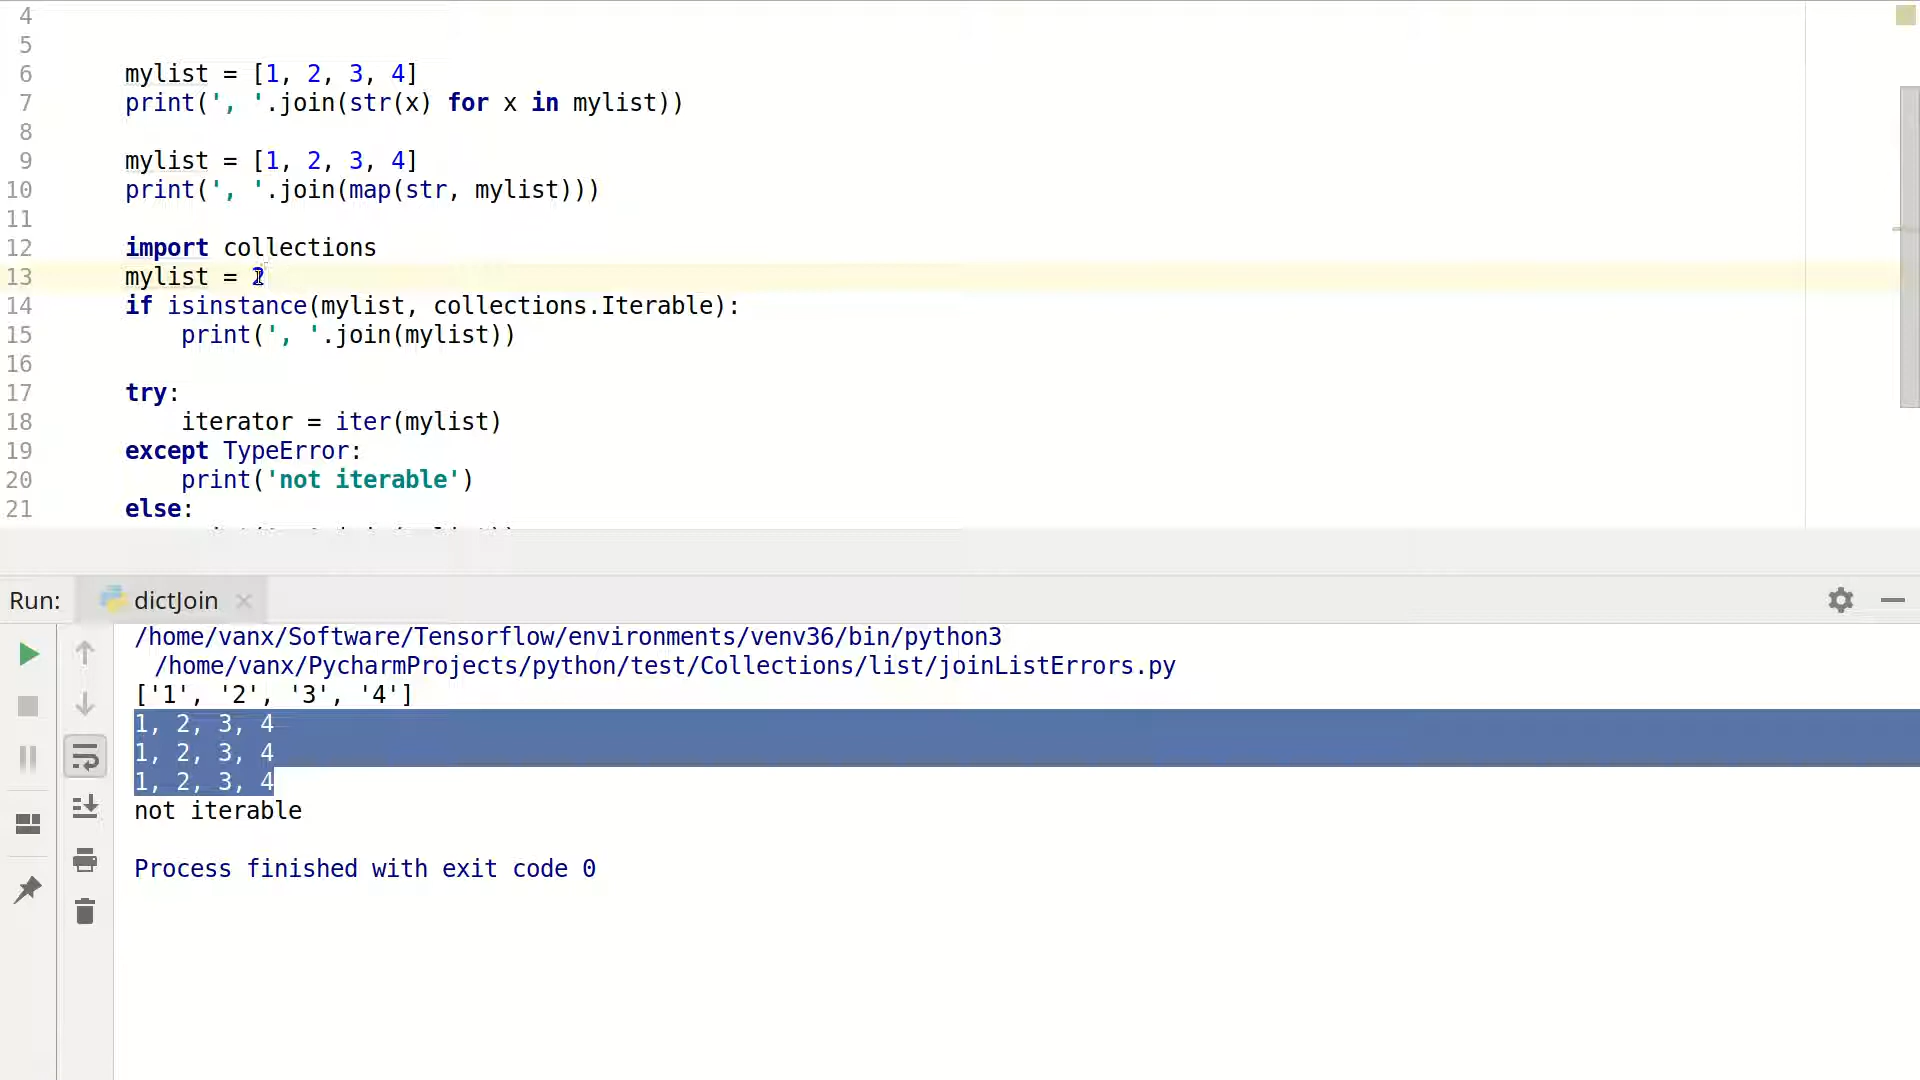 4
5
6 mylist = [1, 2, 3, 4]
7 print(', '.join(str(x) for x in mylist))
8
9 mylist = [1, 2, 3, 4]
10 print(', '.join(map(str, mylist)))
11
12 import collections
13 mylist = 2
14 if isinstance(mylist, collections.Iterable):
15 print(', '.join(mylist))
16
17 try:
18 iterator = iter(mylist)
19 except TypeError:
20 print('not iterable')
21 else:
Run: dictJoin
/home/vanx/Software/Tensorflow/environments/venv36/bin/python3
/home/vanx/PycharmProjects/python/test/Collections/list/joinListErrors.py
['1', '2', '3', '4']
1, 2, 3, 4
1, 2, 3, 4
1, 2, 3, 4
not iterable
Process finished with exit code 0